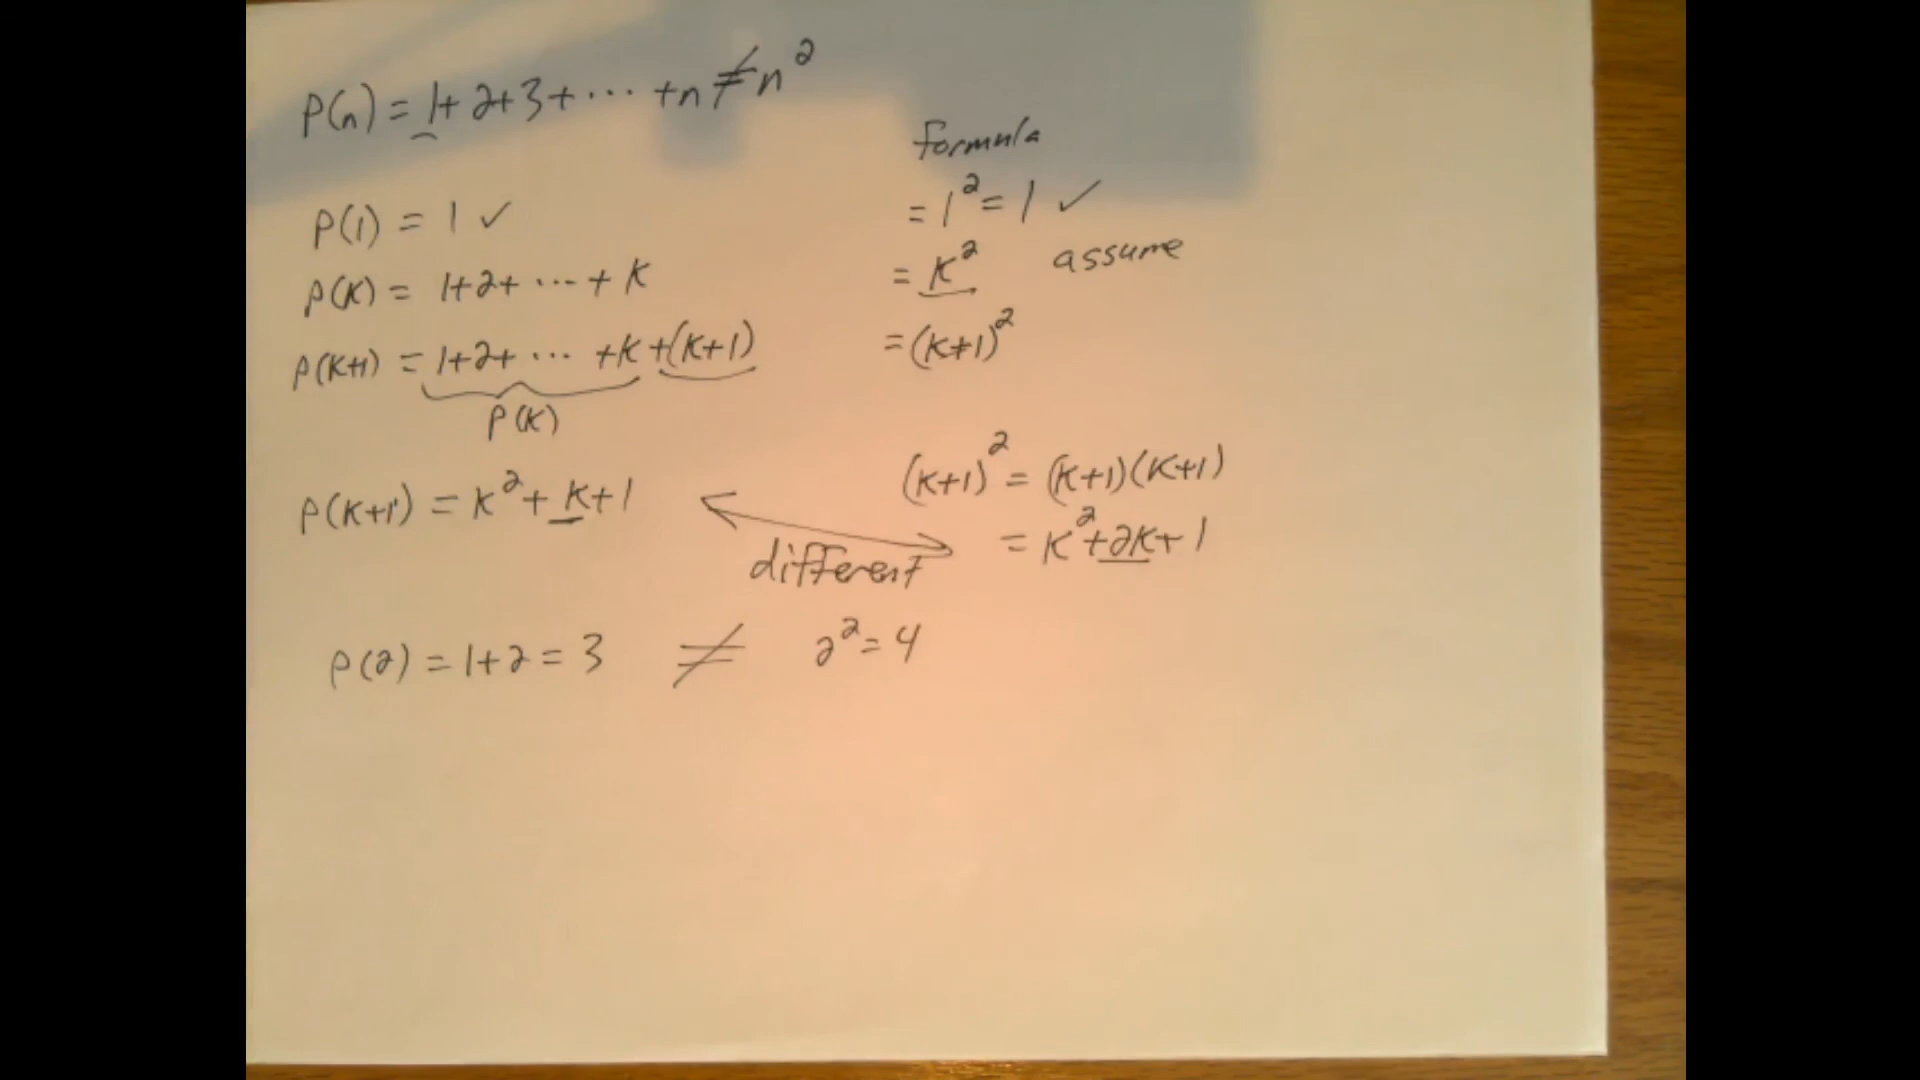 P(n) = 1+2+3+ ⋯ +n ≠ n²
formula
P(1) = 1 ✓ = 1² = 1 ✓
P(K) = 1+2+ ⋯ + K = K² assume
P(K+1) = 1+2+ ⋯ +K +(K+1) = (K+1)²
P(K)
(K+1)² = (K+1)(K+1)
P(K+1) = K² + K+1
= K²+2K+1
different
P(2) = 1+2 = 3 ≠ 2² = 4